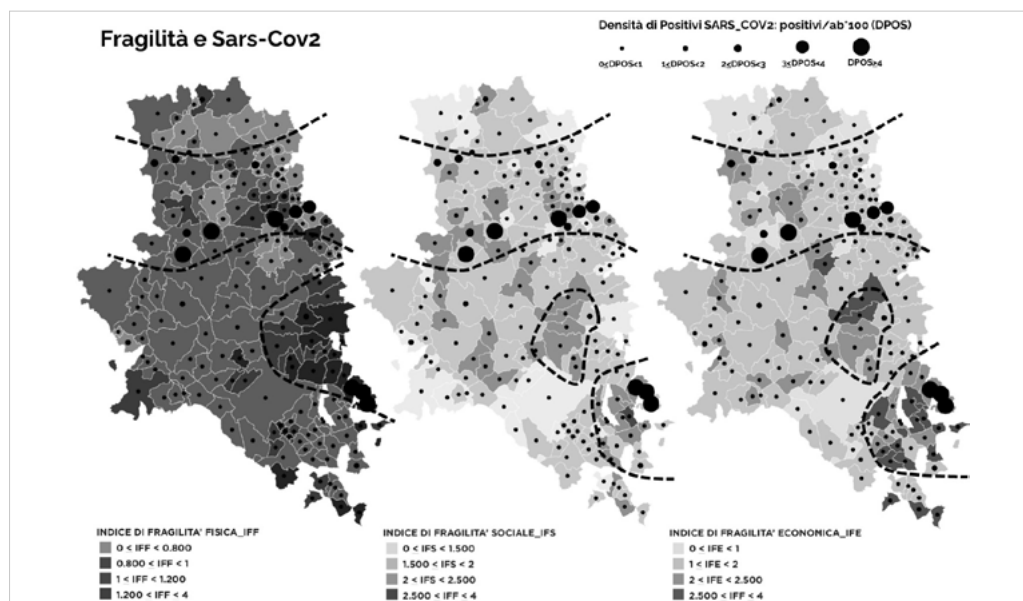 Fragilità e Sars-Cov2
Densità di Positivi SARS_COV2: positivi/ab*100 (DPOS)
0≤DPOS<1 1≤DPOS<2 2≤DPOS<3 3≤DPOS<4 DPOS≥4
INDICE DI FRAGILITA' FISICA_IFF
0 ≤ IFF < 0.800
0.800 ≤ IFF < 1
1 ≤ IFF < 1.200
1.200 ≤ IFF < 4
INDICE DI FRAGILITA' SOCIALE_IFS
0 ≤ IFS < 1.500
1.500 ≤ IFS < 2
2 ≤ IFS < 2.500
2.500 ≤ IFF < 4
INDICE DI FRAGILITA' ECONOMICA_IFE
0 ≤ IFE < 1
1 ≤ IFE < 2
2 ≤ IFE < 2.500
2.500 ≤ IFF < 4